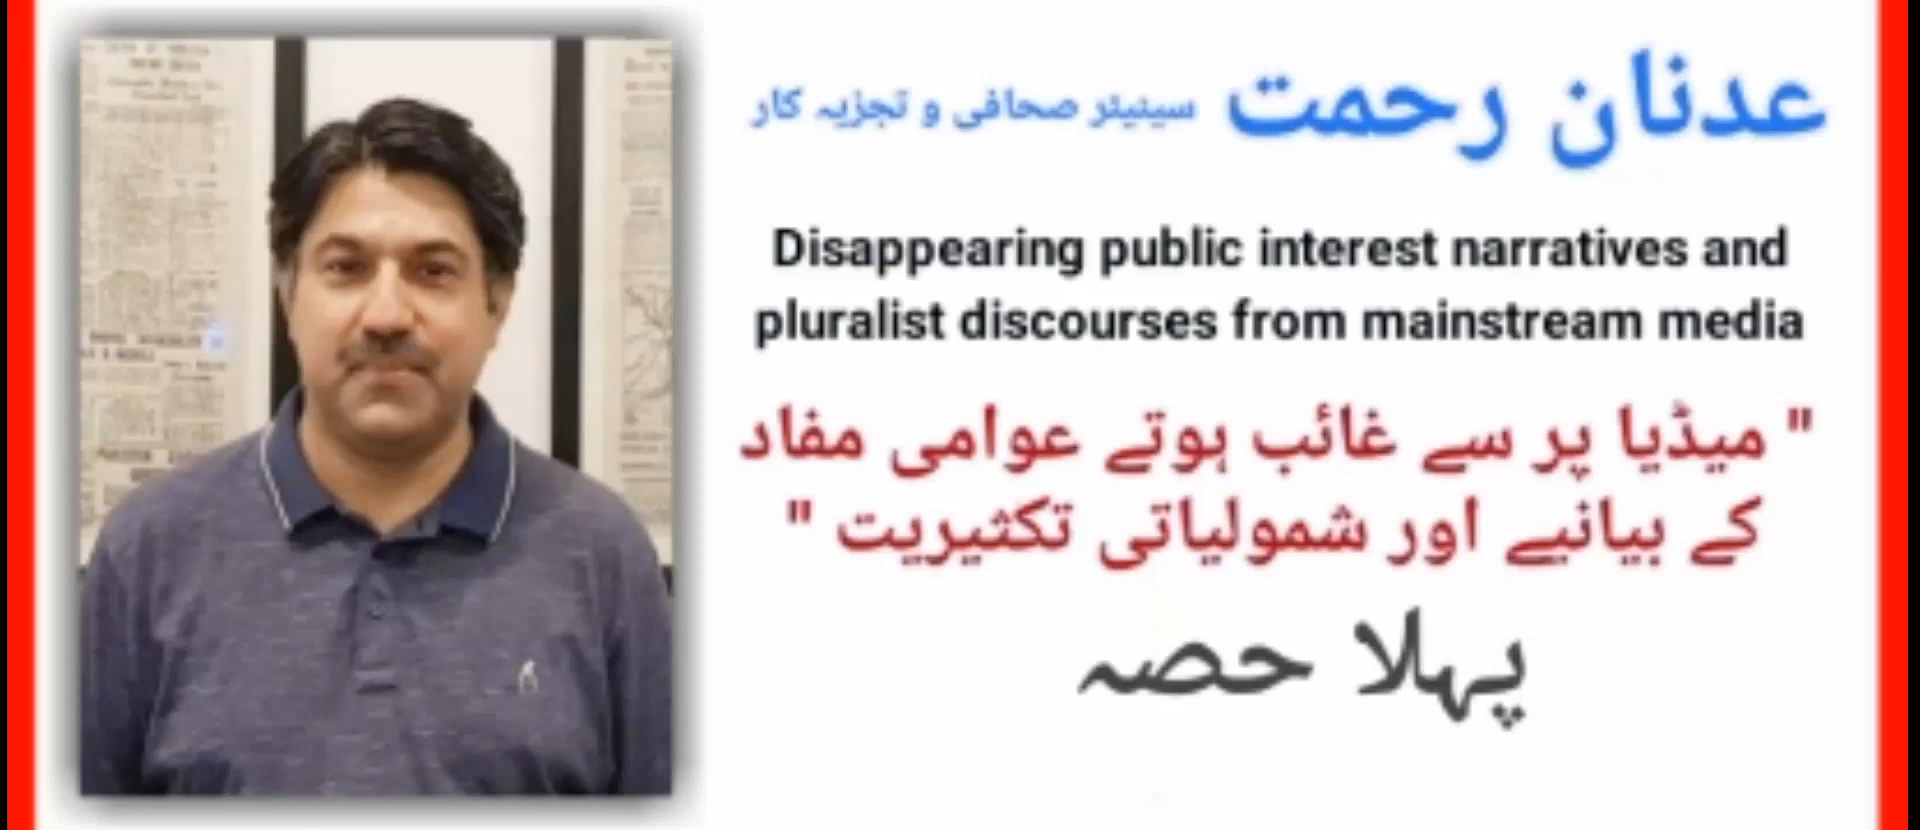 عدنان رحمت سینیئر صحافی و تجزیہ کار
Disappearing public interest narratives and
pluralist discourses from mainstream media
" میڈیا پر سے غائب ہوتے عوامی مفاد
کے بیانیے اور شمولیاتی تکثیریت "
پہلا حصہ